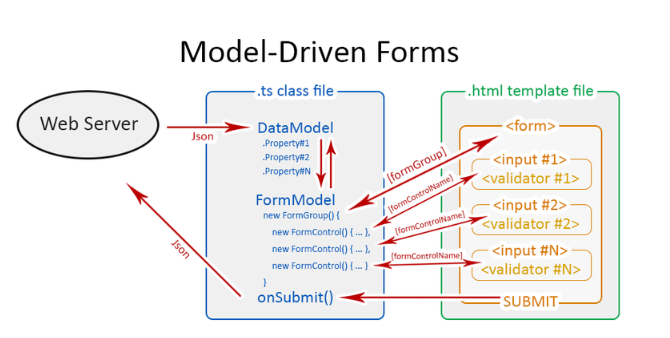 Model-Driven Forms
.ts class file
.html template file
Web Server
Json
DataModel
.Property#1
.Property#2
.Property#N
FormModel
new FormGroup() {
new FormControl() { ... },
new FormControl() { ... },
new FormControl() { ... }
}
onSubmit()
Json
[formGroup]
[formControlName]
[formControlName]
[formControlName]
<form>
<input #1>
<validator #1>
<input #2>
<validator #2>
<input #N>
<validator #N>
SUBMIT